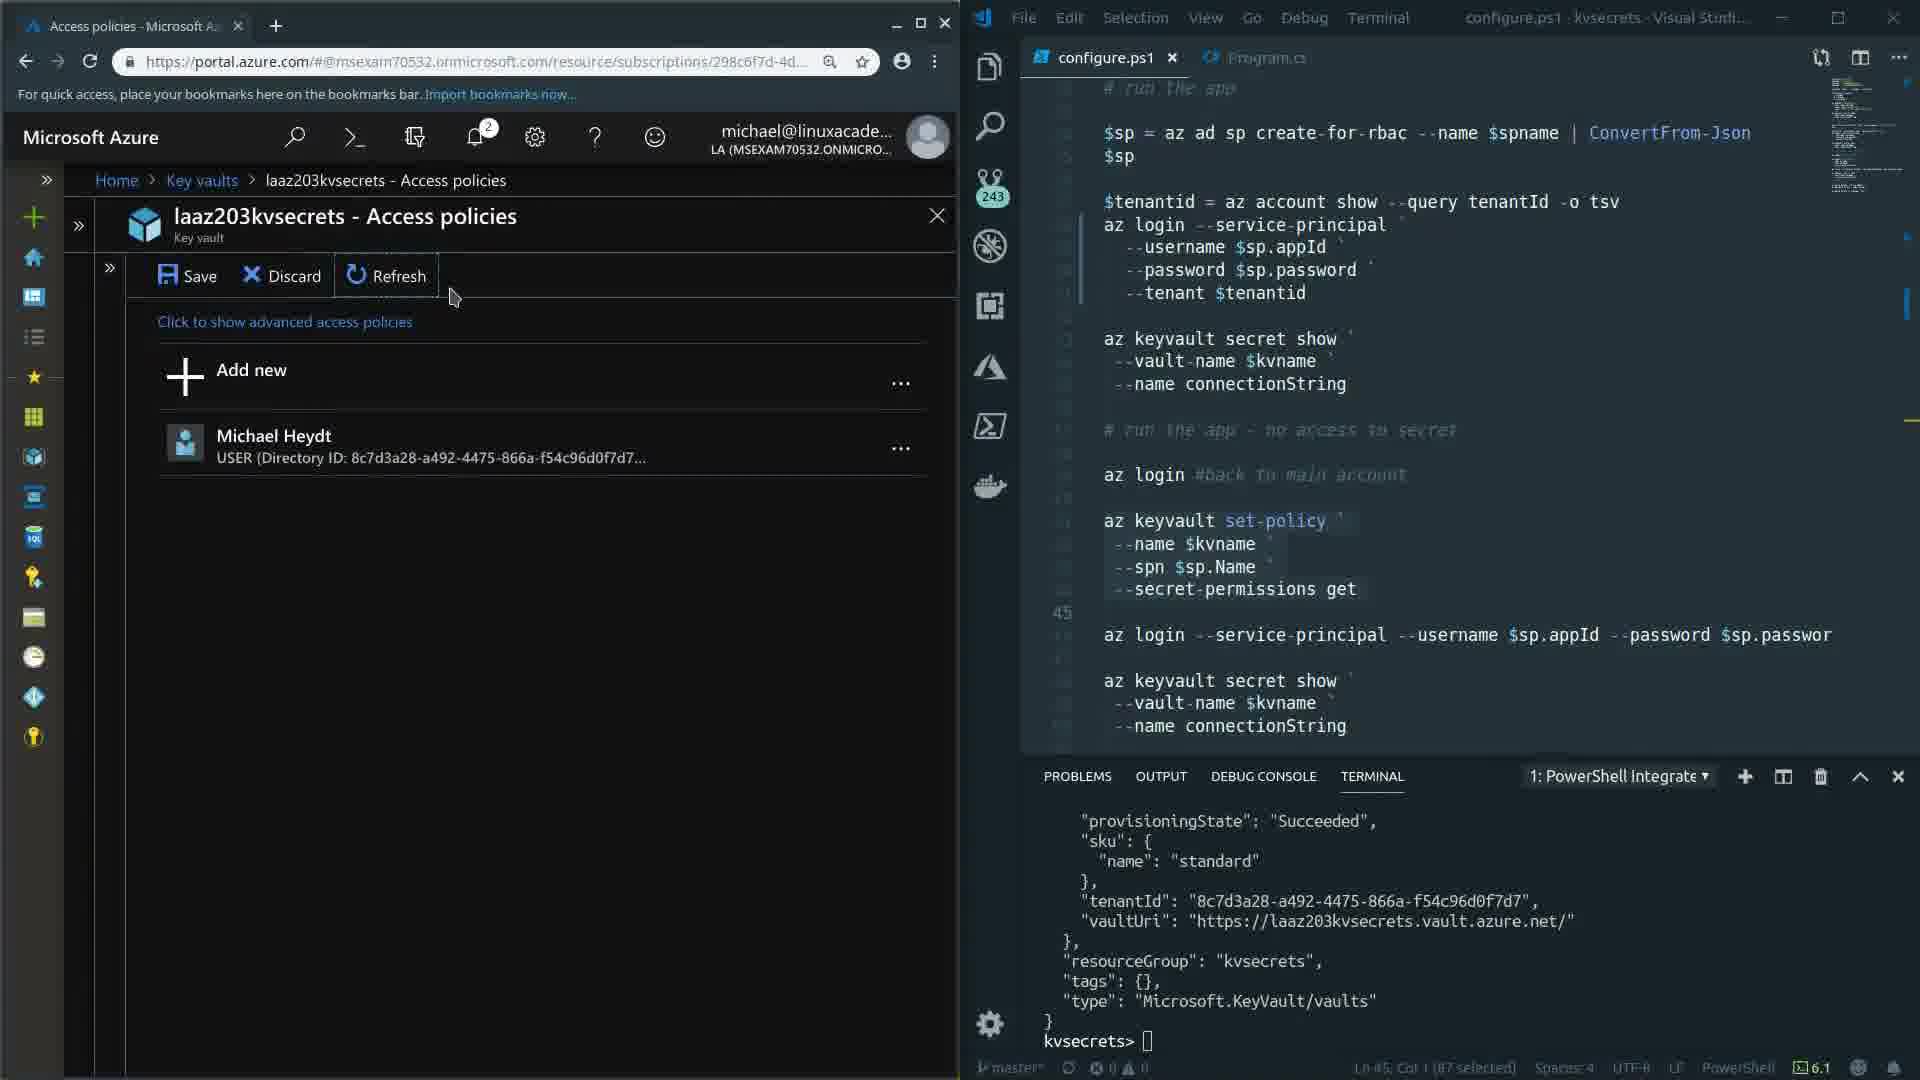 Access policies - Microsoft Az
https://portal.azure.com/#@msexam70532.onmicrosoft.com/resource/subscriptions/298c6f7d-4d...
For quick access, place your bookmarks here on the bookmarks bar. Import bookmarks now...
Microsoft Azure
2
michael@linuxacade...
LA (MSEXAM70532.ONMICRO...
Home > Key vaults > laaz203kvsecrets - Access policies
laaz203kvsecrets - Access policies
Key vault
Save
Discard
Refresh
Click to show advanced access policies
Add new
...
Michael Heydt
USER (Directory ID: 8c7d3a28-a492-4475-866a-f54c96d0f7d7...
...
SQL
File Edit Selection View Go Debug Terminal
configure.ps1 - kvsecrets - Visual Studi...
configure.ps1
Program.cs
243
# run the app
$sp = az ad sp create-for-rbac --name $spname | ConvertFrom-Json
$sp
$tenantid = az account show --query tenantId -o tsv
az login --service-principal `
--username $sp.appId `
--password $sp.password `
--tenant $tenantid
az keyvault secret show `
--vault-name $kvname `
--name connectionString
# run the app - no access to secret
az login #back to main account
az keyvault set-policy `
--name $kvname `
--spn $sp.Name `
--secret-permissions get
45
az login --service-principal --username $sp.appId --password $sp.passwor
az keyvault secret show `
--vault-name $kvname `
--name connectionString
PROBLEMS OUTPUT DEBUG CONSOLE TERMINAL
1: PowerShell Integrate
"provisioningState": "Succeeded",
"sku": {
"name": "standard"
},
"tenantId": "8c7d3a28-a492-4475-866a-f54c96d0f7d7",
"vaultUri": "https://laaz203kvsecrets.vault.azure.net/"
},
"resourceGroup": "kvsecrets",
"tags": {},
"type": "Microsoft.KeyVault/vaults"
}
kvsecrets>
master* 0 0 Ln 45, Col 1 (87 selected) Spaces: 4 UTF-8 LF PowerShell 6.1